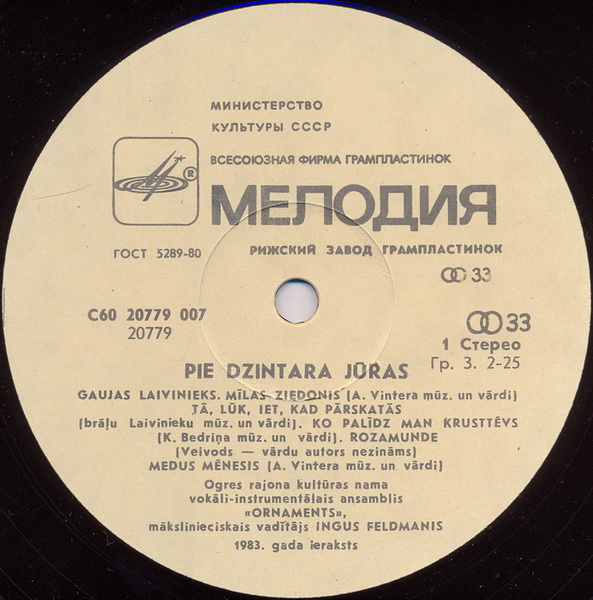 МИНИСТЕРСТВО
КУЛЬТУРЫ СССР
ВСЕСОЮЗНАЯ ФИРМА ГРАМПЛАСТИНОК
®
МЕЛОДИЯ
ГОСТ 5289-80
РИЖСКИЙ ЗАВОД ГРАМПЛАСТИНОК
33
С60 20779 007
33
20779
1 Стерео
Гр. 3. 2-25
PIE DZINTARA JŪRAS
GAUJAS LAIVINIEKS. MĪLAS ZIEDONIS (A. Vintera mūz. un vārdi)
TĀ, LŪK, IET, KAD PĀRSKATĀS
(brāļu Laivinieku mūz. un vārdi). KO PALĪDZ MAN KRUSTTĒVS
(K. Bedriņa mūz. un vārdi). ROZAMUNDE
(Veivods — vārdu autors nezināms)
MEDUS MĒNESIS (A. Vintera mūz. un vārdi)
Ogres rajona kultūras nama
vokāli-instrumentālais ansamblis
«ORNAMENTS»,
mākslinieciskais vadītājs INGUS FELDMANIS
1983. gada ieraksts